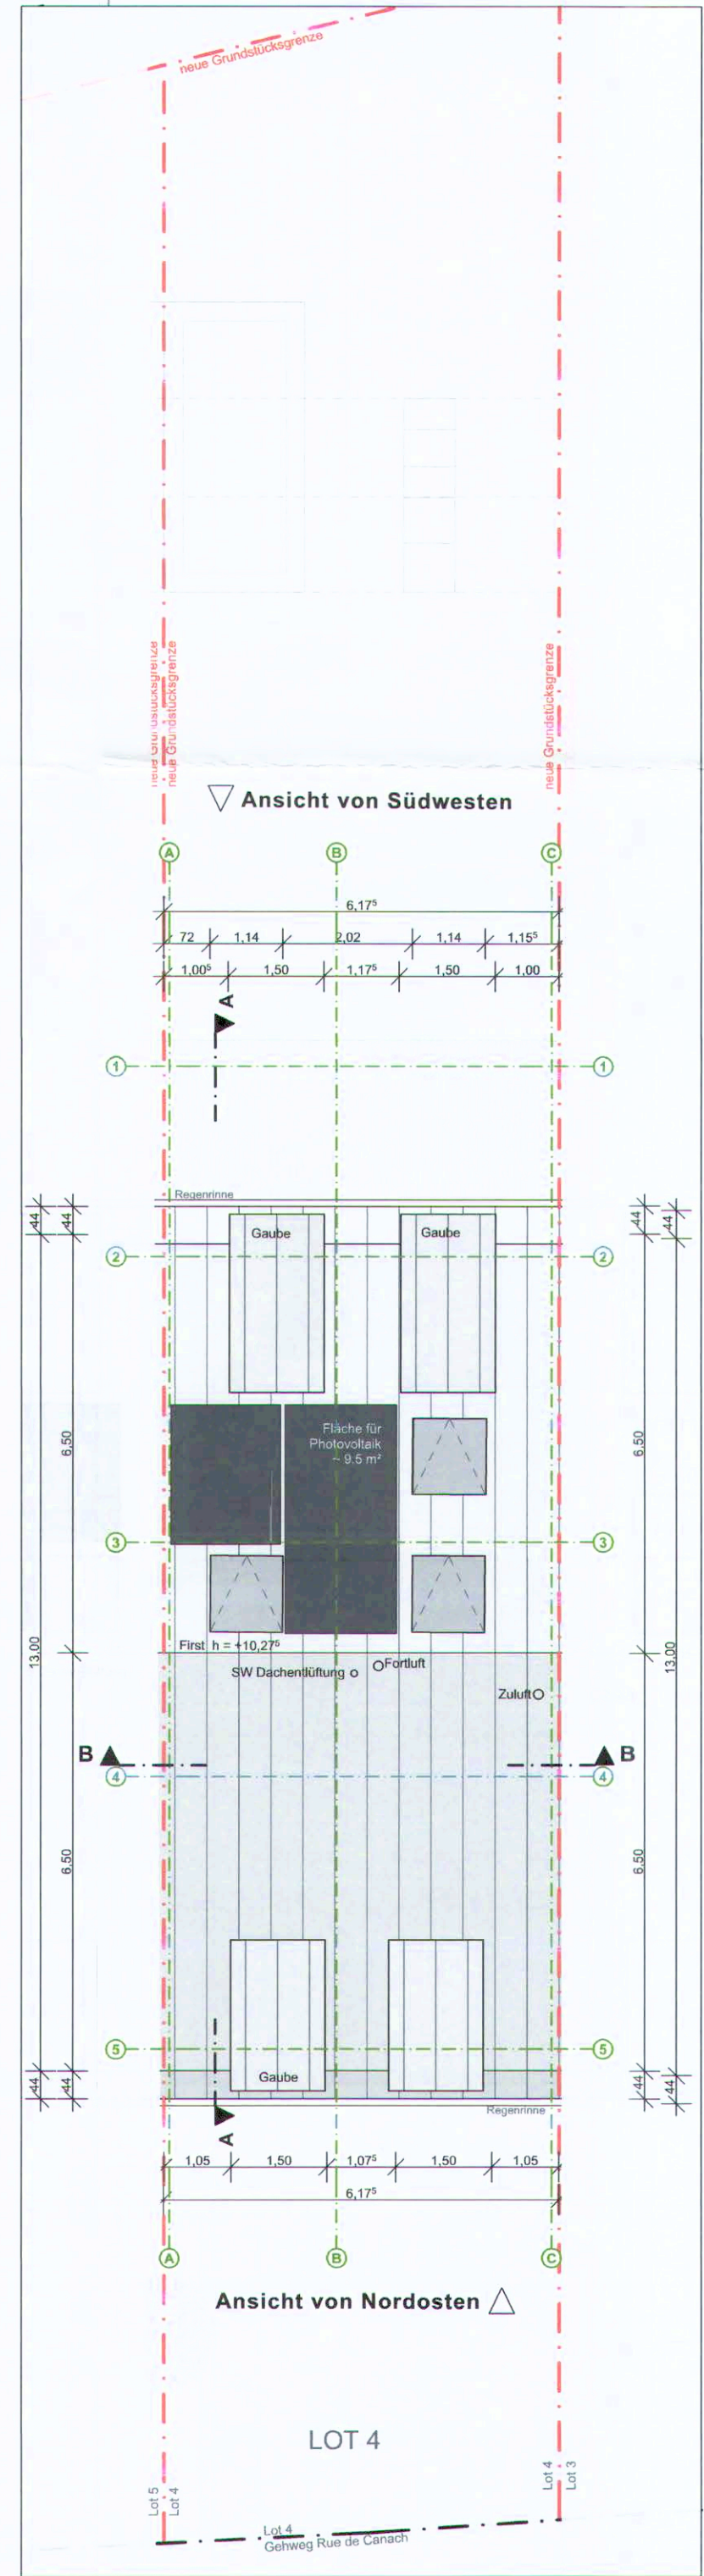 neue Grundstücksgrenze
neue Grundstücksgrenze
neue Grundstücksgrenze
neue Grundstücksgrenze
Ansicht von Südwesten
A B C
6,17⁵
72 1,14 2,02 1,14 1,15⁵
1,00⁵ 1,50 1,17⁵ 1,50 1,00
A
1 1
Regenrinne
44 44 44 44
Gaube Gaube
2 2
Fläche für
Photovoltaik
~ 9.5 m²
6,50 6,50
3 3
13,00 13,00
First h = +10,27⁵
SW Dachentlüftung Fortluft
Zuluft
B B
4 4
6,50 6,50
5 5
Gaube
44 44 44 44
Regenrinne
A
1,05 1,50 1,07⁵ 1,50 1,05
6,17⁵
A B C
Ansicht von Nordosten
LOT 4
Lot 5
Lot 4
Lot 4
Lot 3
Lot 4
Gehweg Rue de Canach